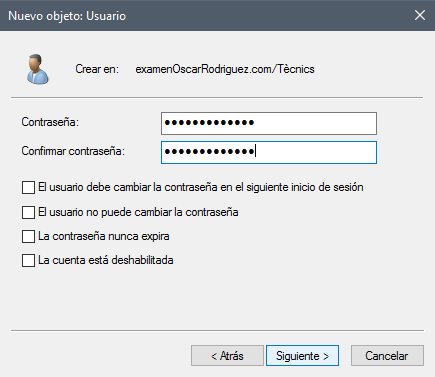 Nuevo objeto: Usuario
Crear en: examenOscarRodriguez.com/Tècnics
Contraseña: •••••••••••••
Confirmar contraseña: •••••••••••••
El usuario debe cambiar la contraseña en el siguiente inicio de sesión
El usuario no puede cambiar la contraseña
La contraseña nunca expira
La cuenta está deshabilitada
< Atrás Siguiente > Cancelar